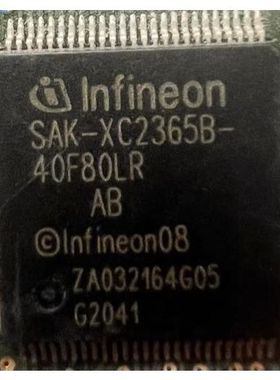 Infineon
SAK-XC2365B-
40F80LR
AB
©Infineon08
ZA032164G05
G2041